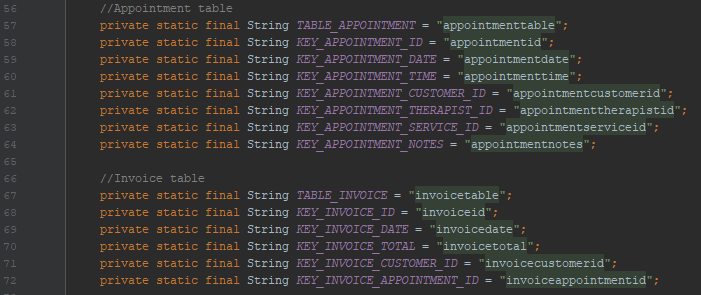 56 //Appointment table
57 private static final String TABLE_APPOINTMENT = "appointmenttable";
58 private static final String KEY_APPOINTMENT_ID = "appointmentid";
59 private static final String KEY_APPOINTMENT_DATE = "appointmentdate";
60 private static final String KEY_APPOINTMENT_TIME = "appointmenttime";
61 private static final String KEY_APPOINTMENT_CUSTOMER_ID = "appointmentcustomerid";
62 private static final String KEY_APPOINTMENT_THERAPIST_ID = "appointmenttherapistid";
63 private static final String KEY_APPOINTMENT_SERVICE_ID = "appointmentserviceid";
64 private static final String KEY_APPOINTMENT_NOTES = "appointmentnotes";
65
66 //Invoice table
67 private static final String TABLE_INVOICE = "invoicetable";
68 private static final String KEY_INVOICE_ID = "invoiceid";
69 private static final String KEY_INVOICE_DATE = "invoicedate";
70 private static final String KEY_INVOICE_TOTAL = "invoicetotal";
71 private static final String KEY_INVOICE_CUSTOMER_ID = "invoicecustomerid";
72 private static final String KEY_INVOICE_APPOINTMENT_ID = "invoiceappointmentid";